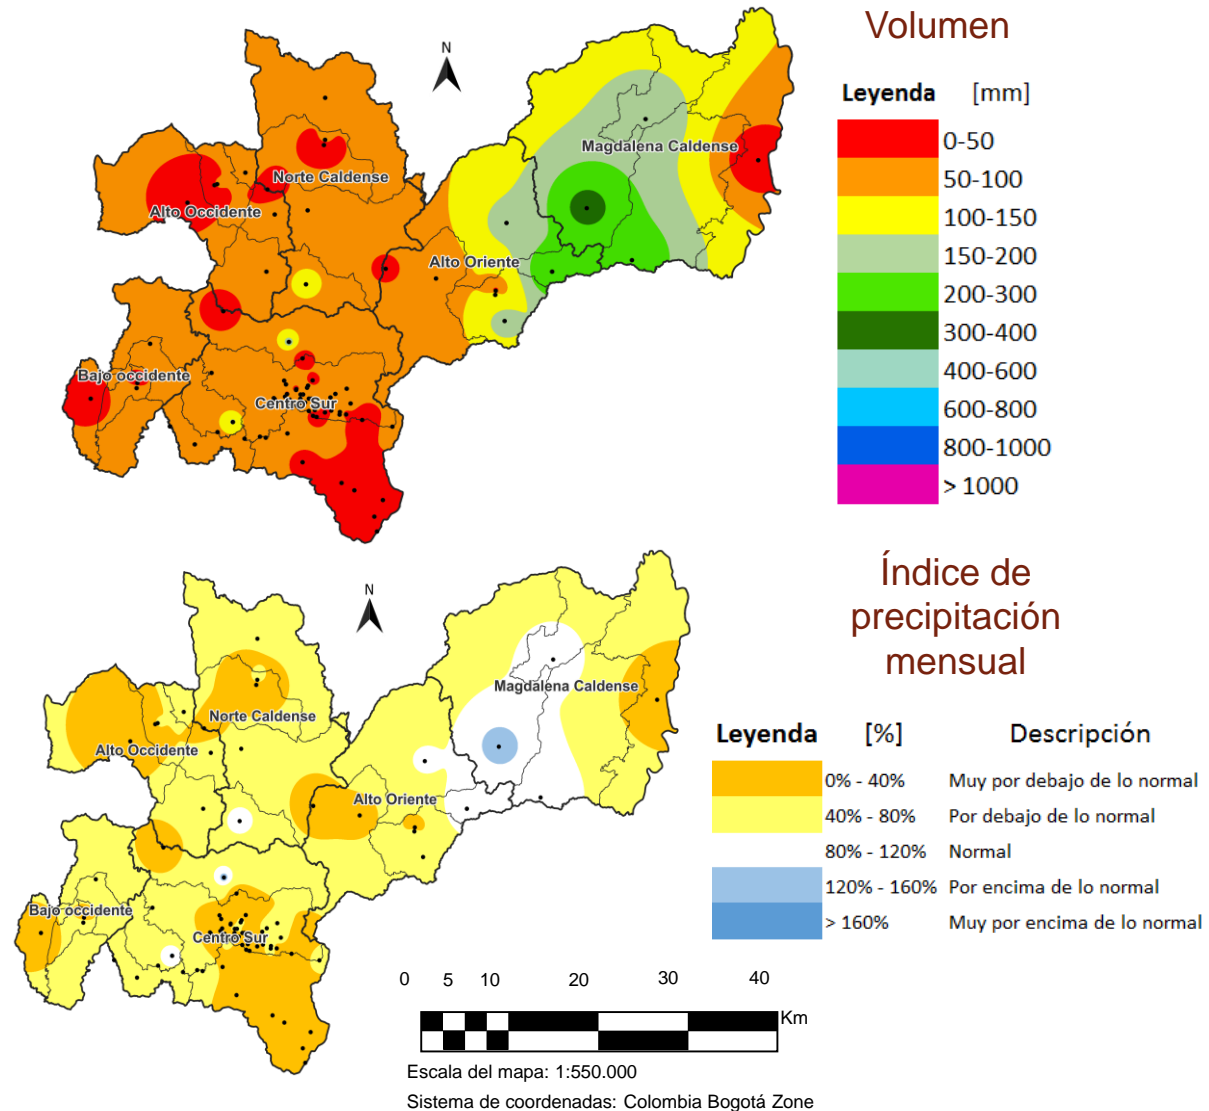 Volumen
N
Leyenda [mm]
0-50
50-100
100-150
150-200
200-300
300-400
400-600
600-800
800-1000
> 1000
Magdalena Caldense
Norte Caldense
Alto Occidente
Alto Oriente
Bajo occidente
Centro Sur
Índice de
precipitación
mensual
N
Leyenda [%] Descripción
0% - 40% Muy por debajo de lo normal
40% - 80% Por debajo de lo normal
80% - 120% Normal
120% - 160% Por encima de lo normal
> 160% Muy por encima de lo normal
Magdalena Caldense
Norte Caldense
Alto Occidente
Alto Oriente
Bajo occidente
Centro Sur
0 5 10 20 30 40
Km
Escala del mapa: 1:550.000
Sistema de coordenadas: Colombia Bogotá Zone